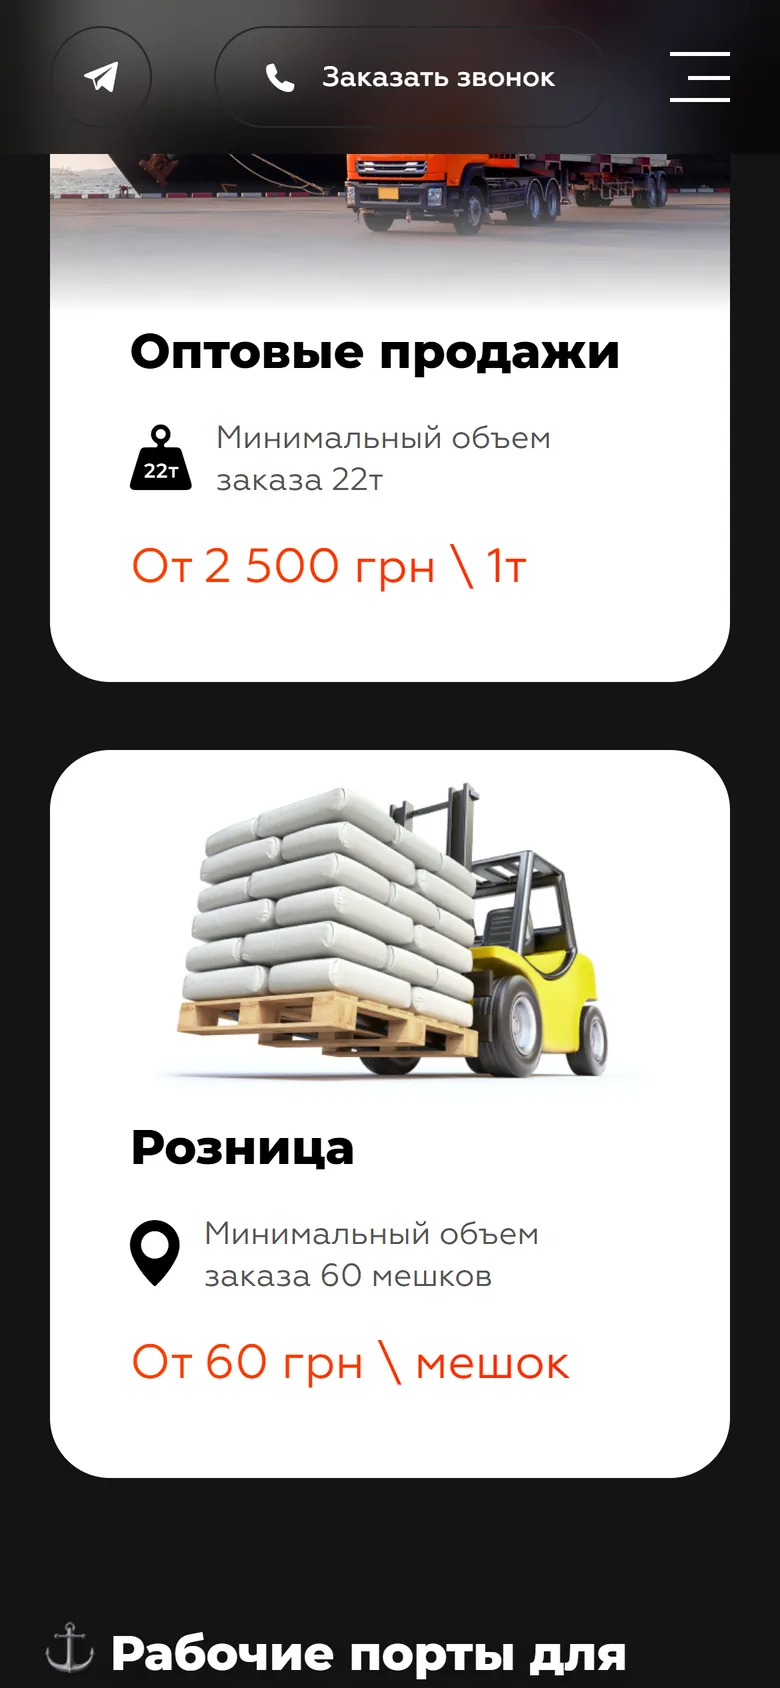 Заказать звонок
Оптовые продажи
22т
Минимальный объем
заказа 22т
От 2 500 грн \ 1т
Розница
Минимальный объем
заказа 60 мешков
От 60 грн \ мешок
Рабочие порты для